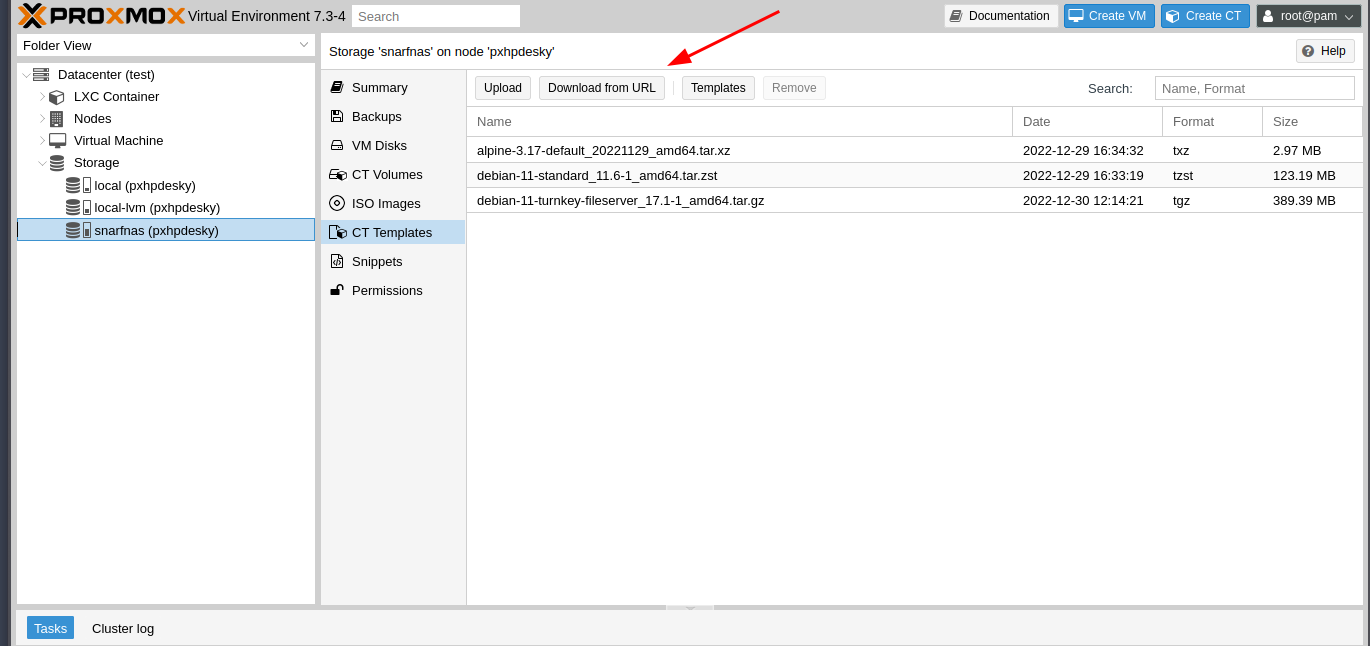 PROXMOX Virtual Environment 7.3-4 Search Documentation Create VM Create CT root@pam
Folder View
Datacenter (test)
LXC Container
Nodes
Virtual Machine
Storage
local (pxhpdesky)
local-lvm (pxhpdesky)
snarfnas (pxhpdesky)
Storage 'snarfnas' on node 'pxhpdesky' Help
Summary
Backups
VM Disks
CT Volumes
ISO Images
CT Templates
Snippets
Permissions
Upload Download from URL Templates Remove Search: Name, Format
Name Date Format Size
alpine-3.17-default_20221129_amd64.tar.xz 2022-12-29 16:34:32 txz 2.97 MB
debian-11-standard_11.6-1_amd64.tar.zst 2022-12-29 16:33:19 tzst 123.19 MB
debian-11-turnkey-fileserver_17.1-1_amd64.tar.gz 2022-12-30 12:14:21 tgz 389.39 MB
Tasks Cluster log